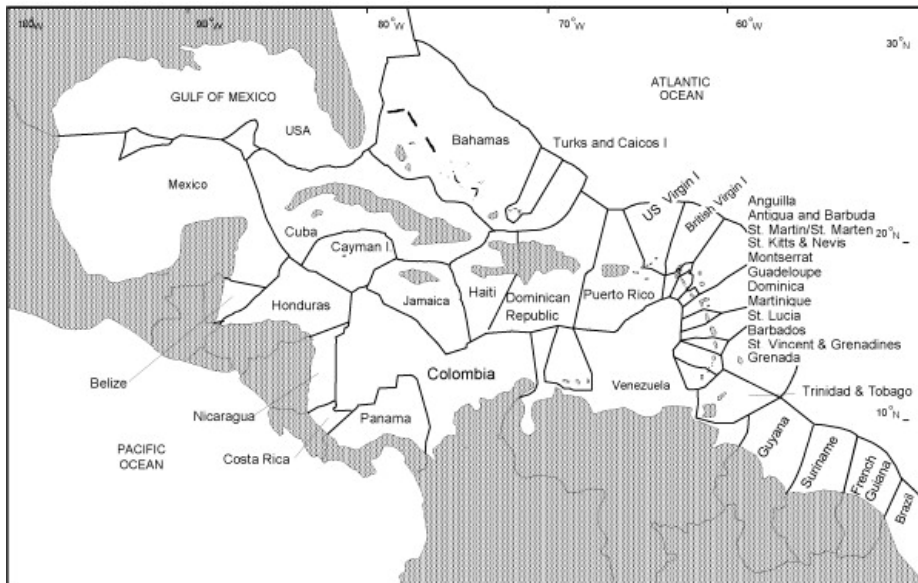 100°W
90°W
80°W
70°W
60°W
30°N
ATLANTIC
OCEAN
GULF OF MEXICO
USA
Bahamas
Turks and Caicos I
Mexico
US Virgin I
British Virgin I
Anguilla
Antigua and Barbuda
St. Martin/St. Marten
20°N
St. Kitts & Nevis
Montserrat
Guadeloupe
Dominica
Martinique
St. Lucia
Barbados
St. Vincent & Grenadines
Grenada
Cuba
Cayman I.
Honduras
Jamaica
Haiti
Dominican
Republic
Puerto Rico
Belize
Colombia
Venezuela
Trinidad & Tobago
Nicaragua
Panama
10°N
Costa Rica
PACIFIC
OCEAN
Guyana
Suriname
French
Guiana
Brazil